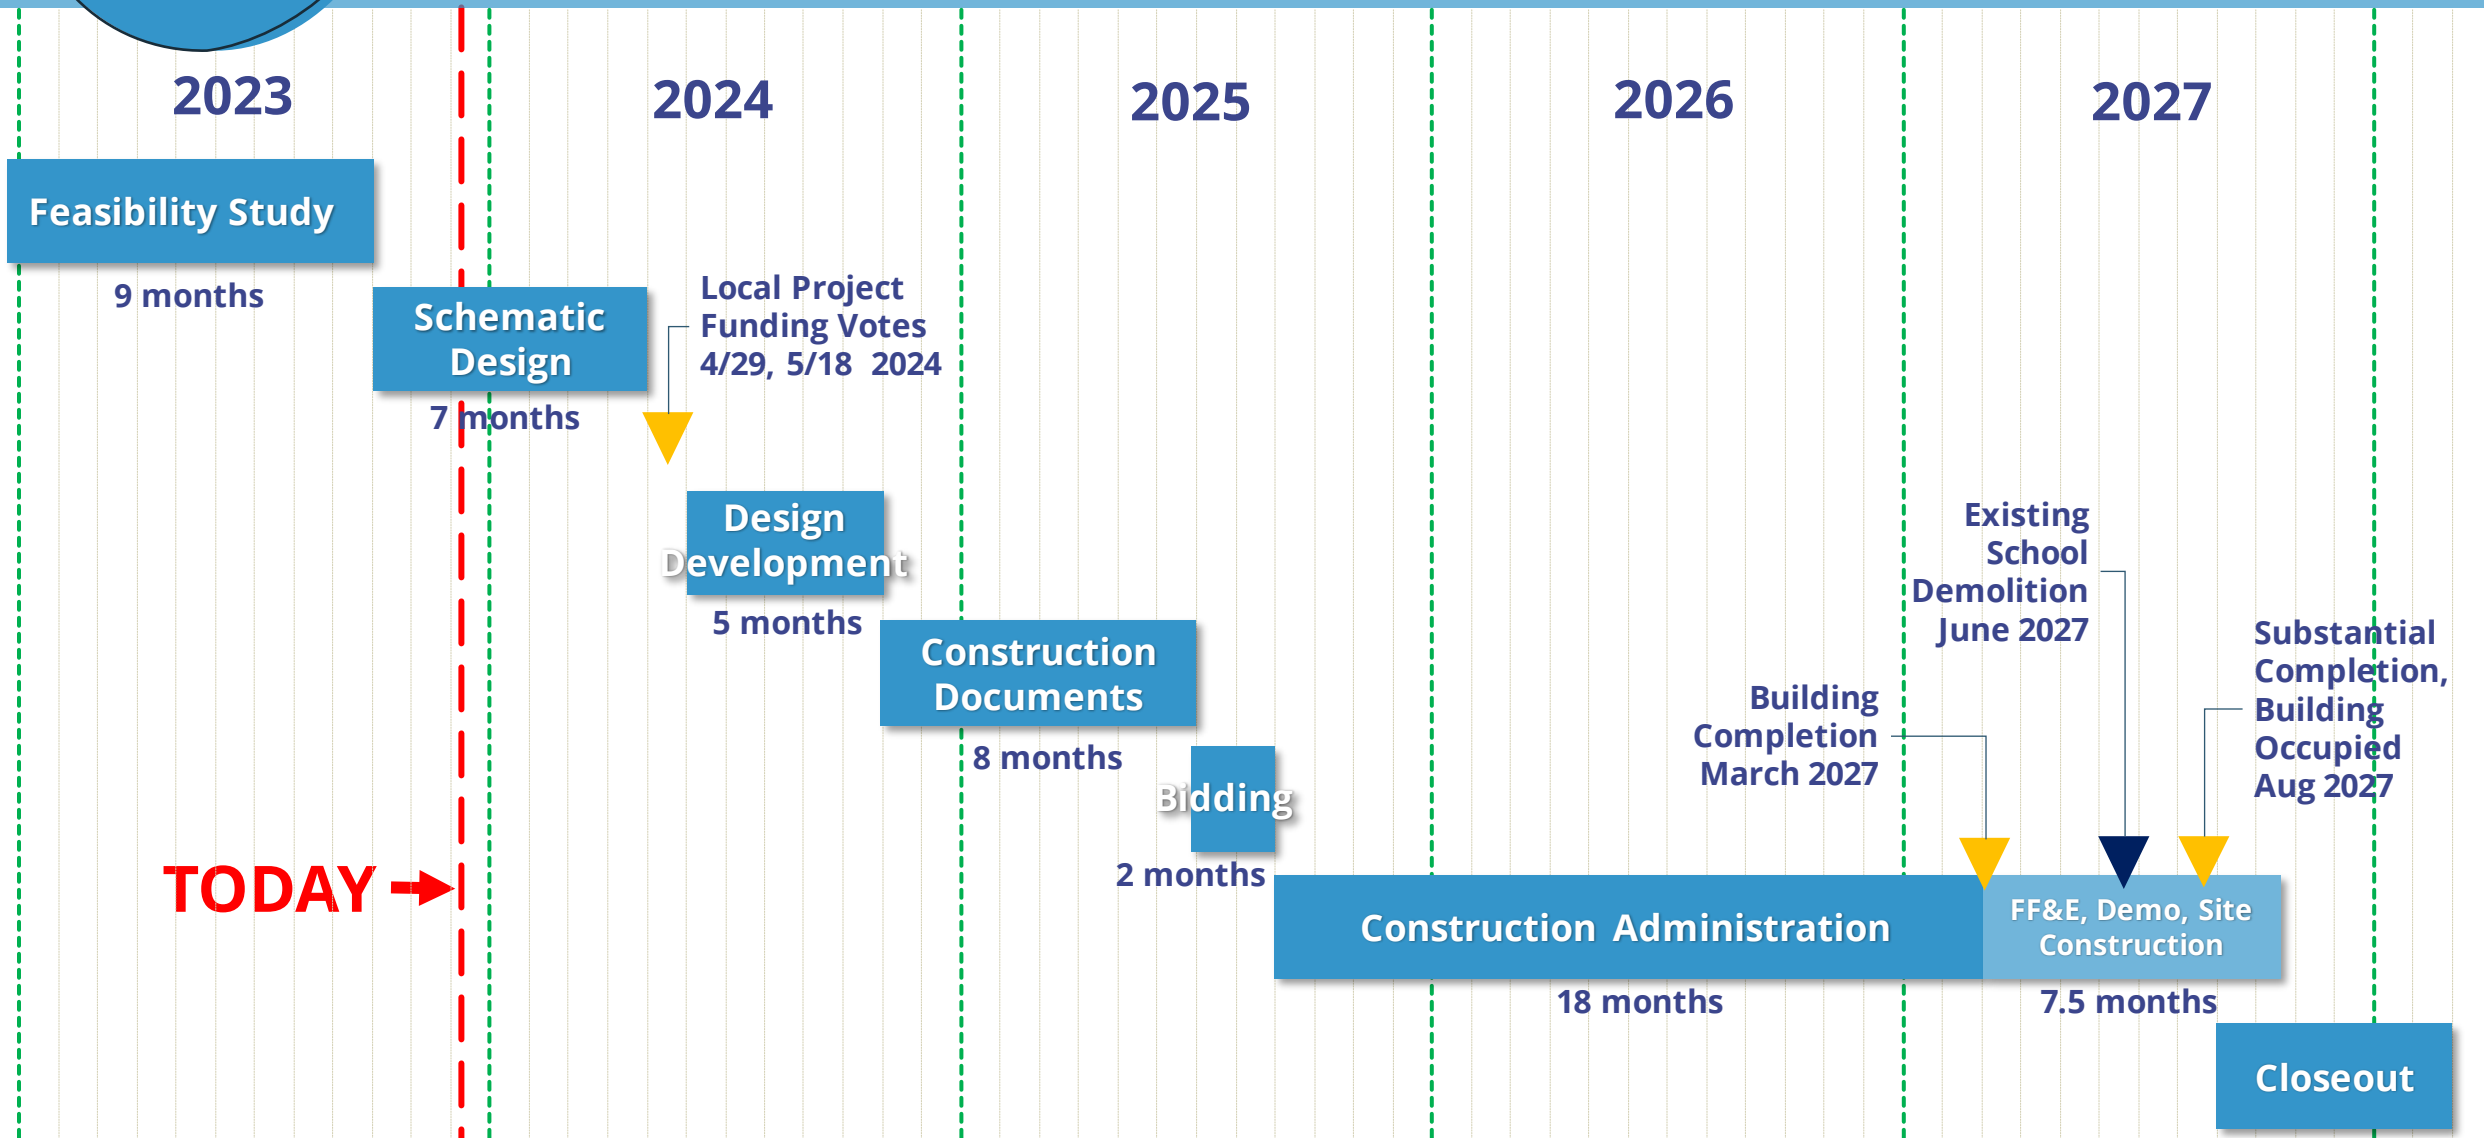 2023
2024
2025
2026
2027
Feasibility Study
9 months
Schematic
Design
7 months
Local Project
Funding Votes
4/29, 5/18 2024
Design
Development
5 months
Construction
Documents
8 months
Bidding
2 months
Existing
School
Demolition
June 2027
Building
Completion
March 2027
Substantial
Completion,
Building
Occupied
Aug 2027
TODAY
Construction Administration
18 months
FF&E, Demo, Site
Construction
7.5 months
Closeout